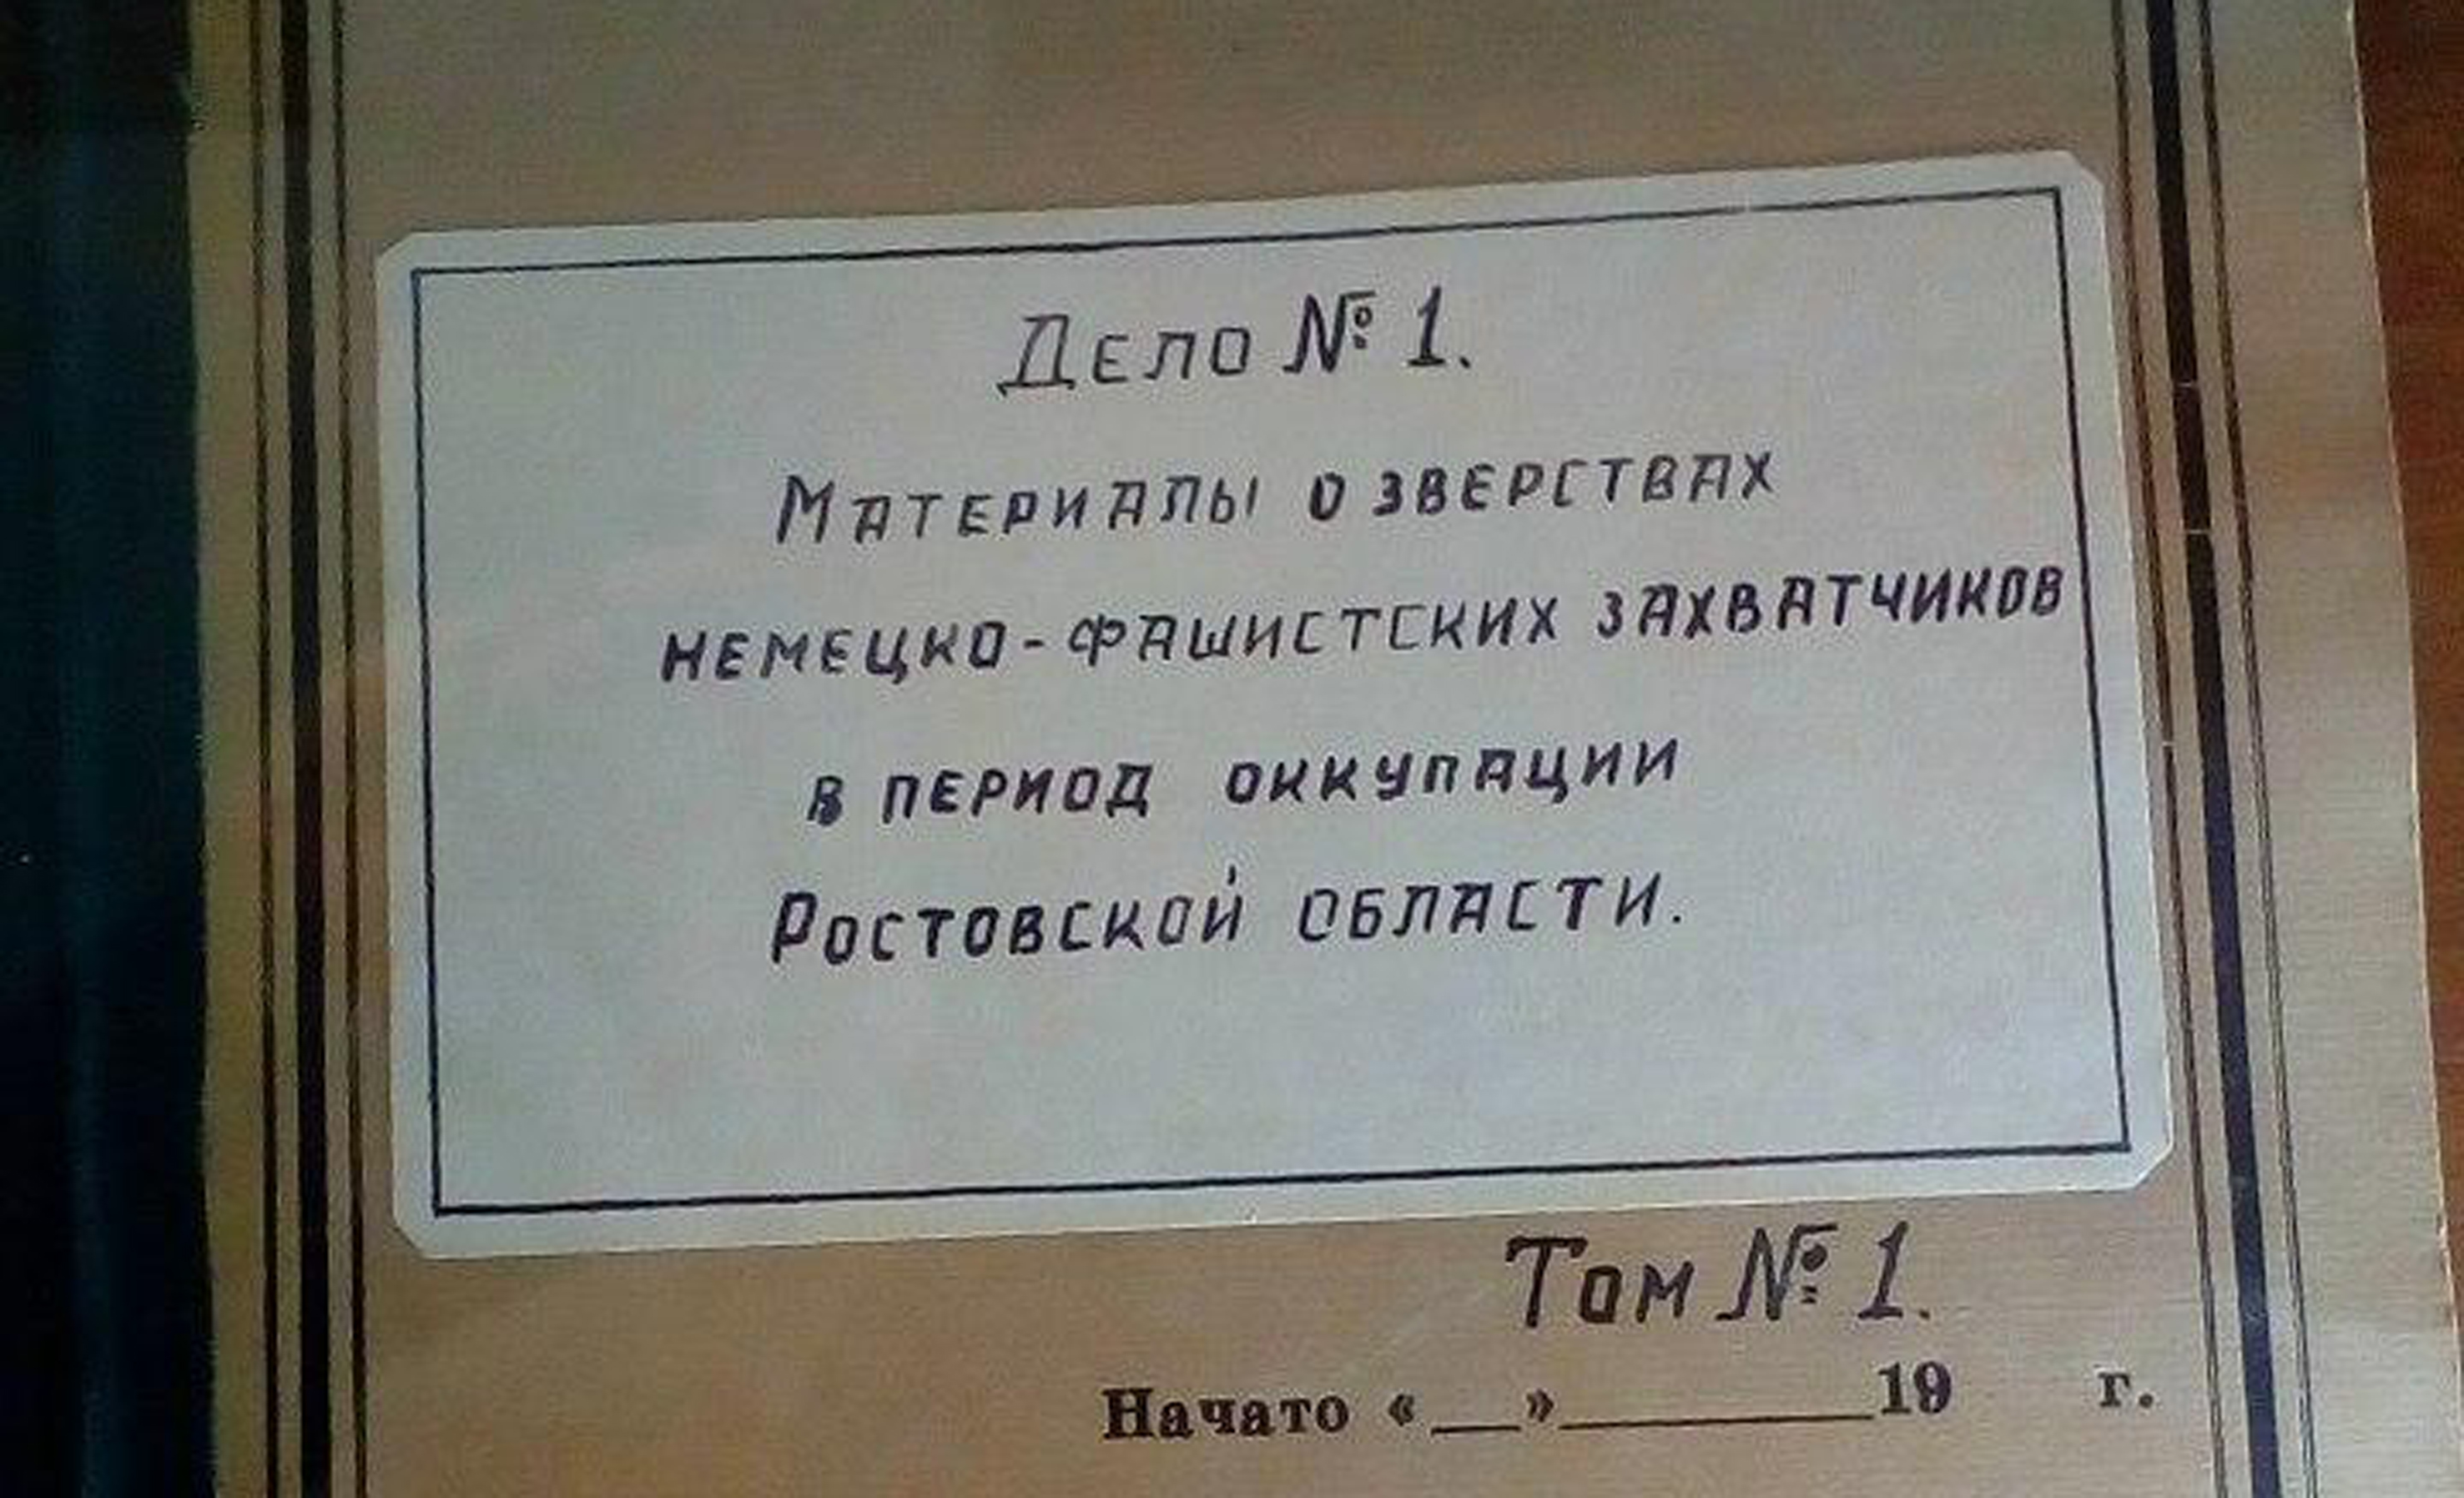 Дело № 1.
Материалы о зверствах
немецко-фашистских захватчиков
в период оккупации
Ростовской области.
Том № 1.
Начато «__»________19 г.